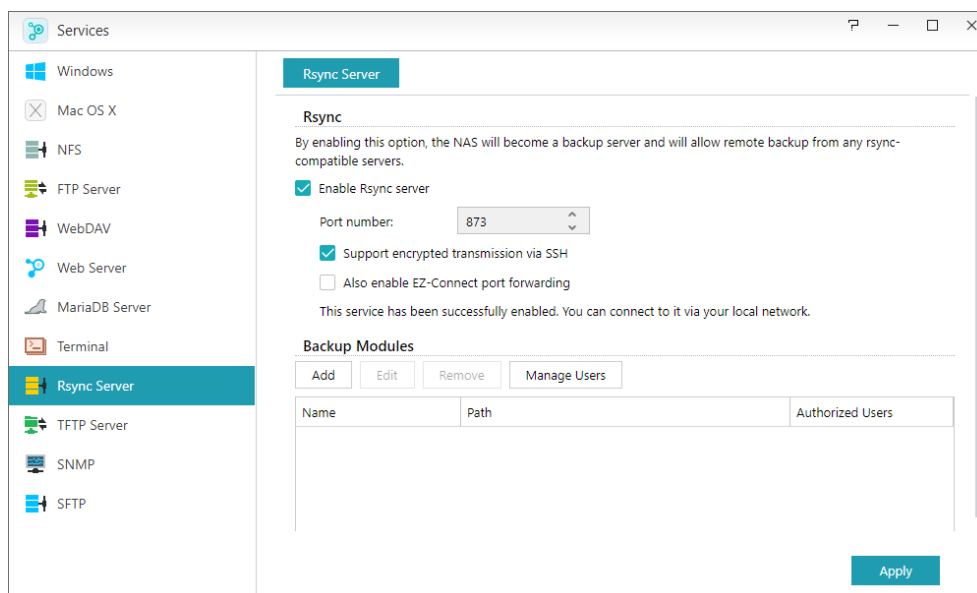 Services
Windows
Mac OS X
NFS
FTP Server
WebDAV
Web Server
MariaDB Server
Terminal
Rsync Server
TFTP Server
SNMP
SFTP
Rsync Server
Rsync
By enabling this option, the NAS will become a backup server and will allow remote backup from any rsync-
compatible servers.
Enable Rsync server
Port number: 873
Support encrypted transmission via SSH
Also enable EZ-Connect port forwarding
This service has been successfully enabled. You can connect to it via your local network.
Backup Modules
Add Edit Remove Manage Users
Name Path Authorized Users
Apply